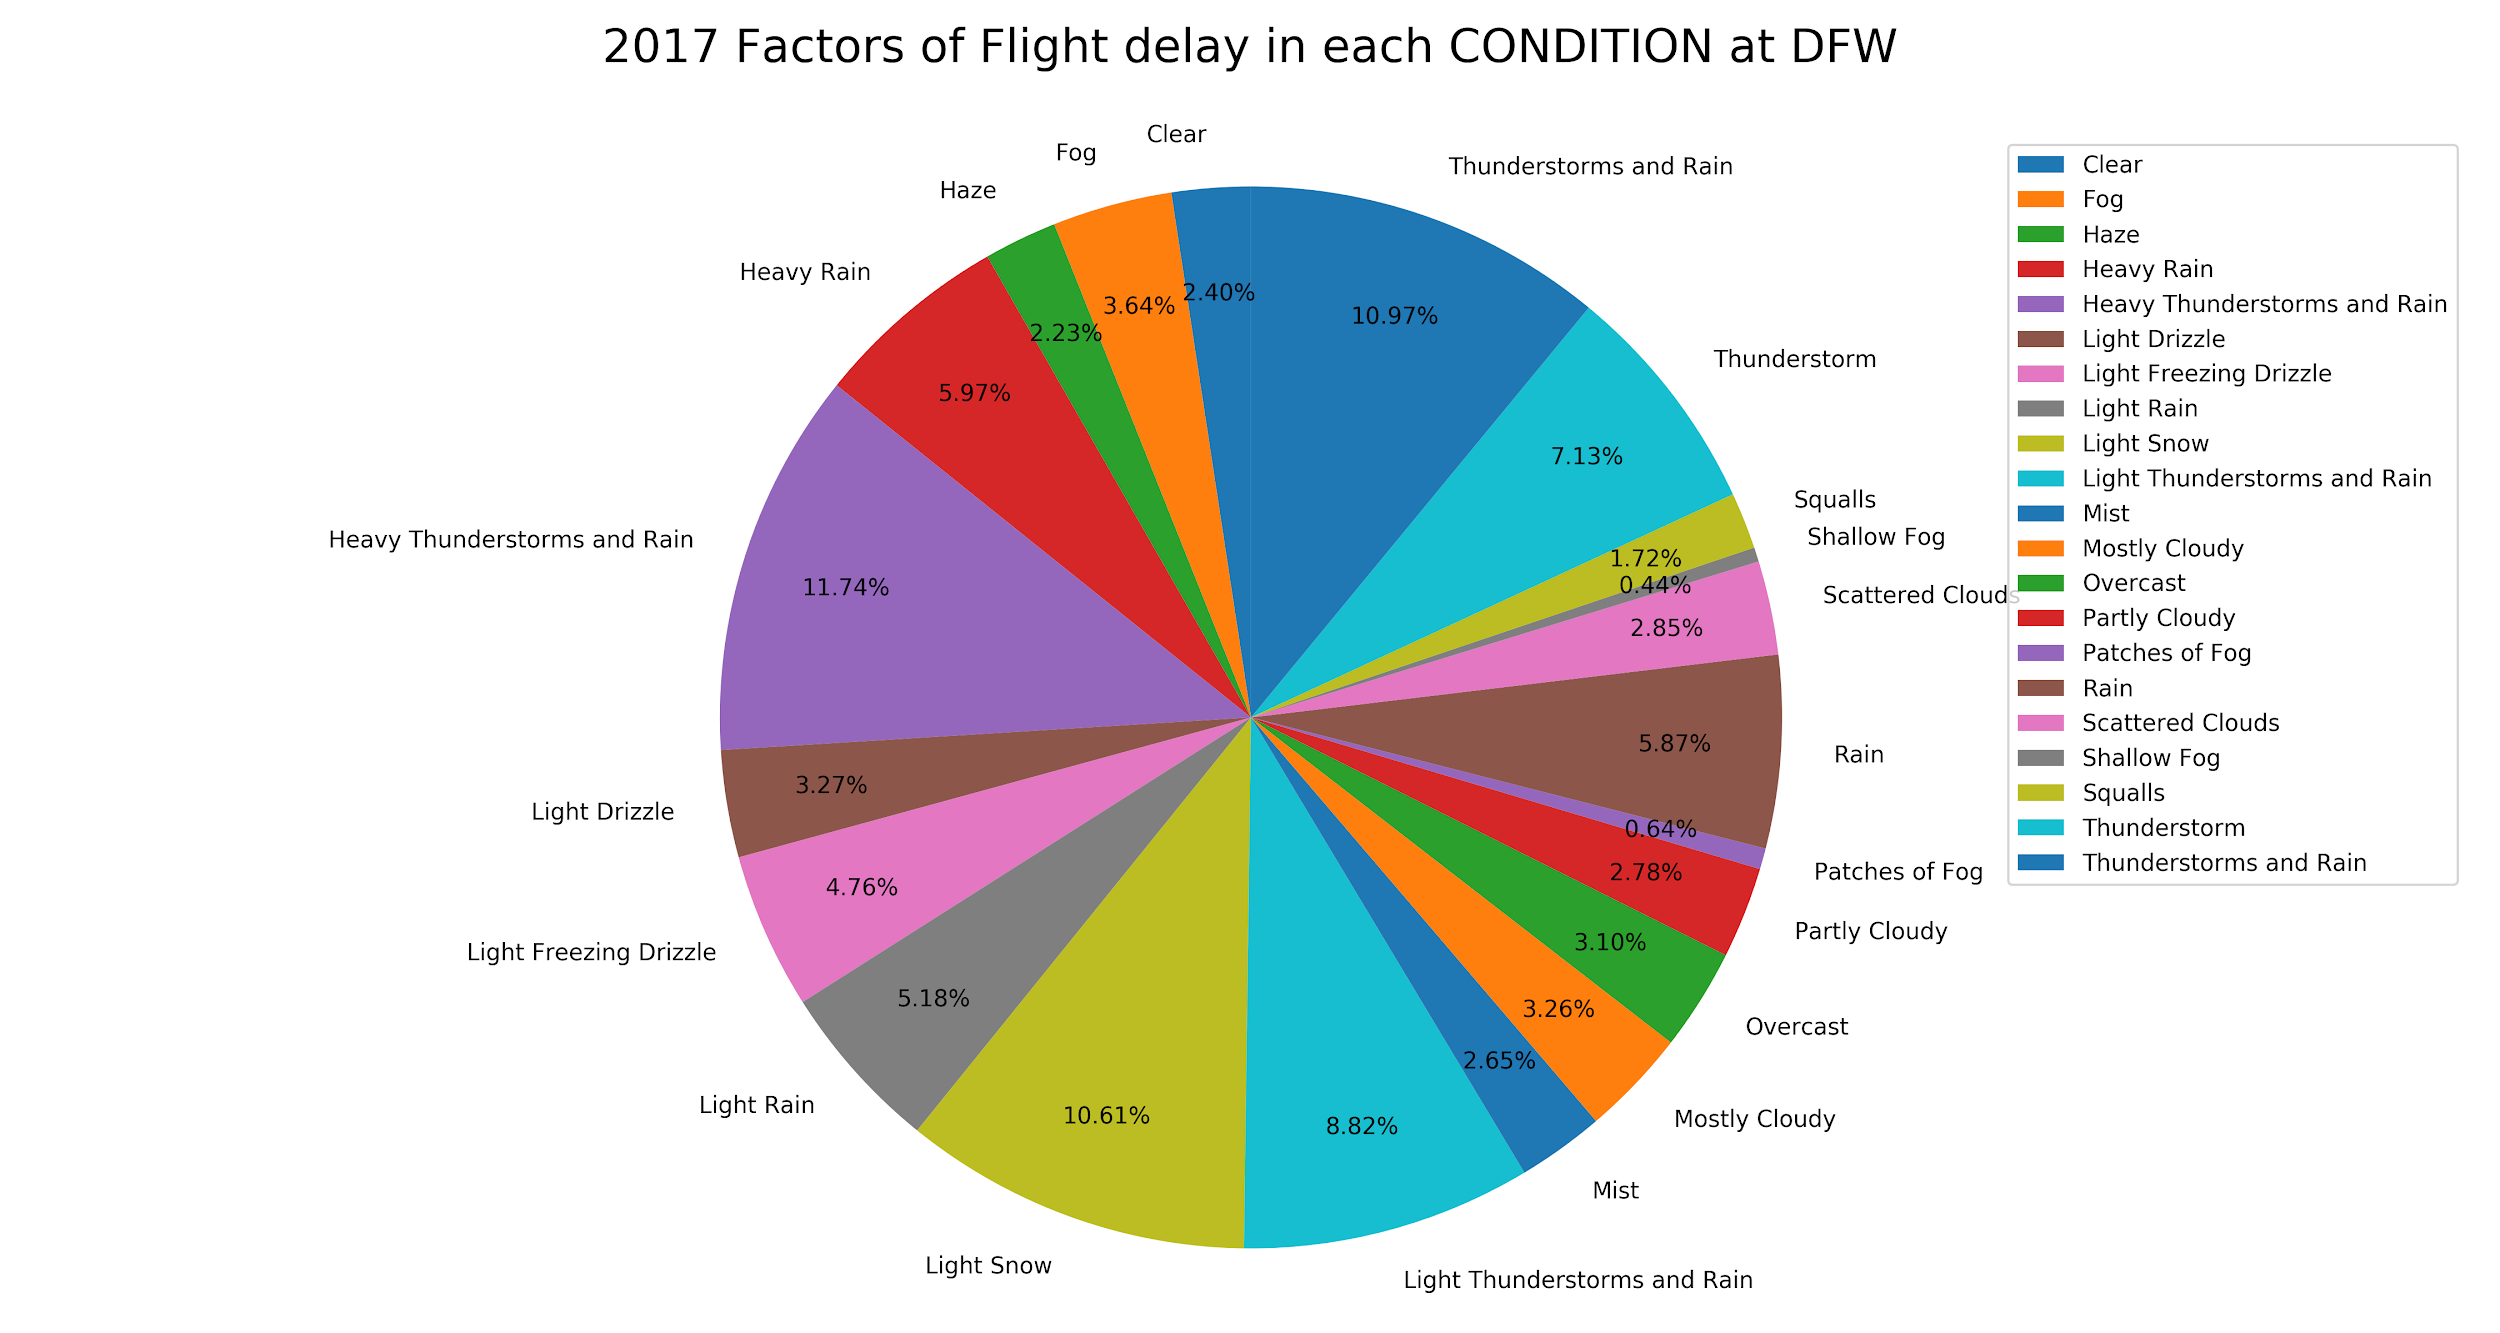 2017 Factors of Flight delay in each CONDITION at DFW
Clear
Fog
Haze
Heavy Rain
Heavy Thunderstorms and Rain
Light Drizzle
Light Freezing Drizzle
Light Rain
Light Snow
Light Thunderstorms and Rain
Mist
Mostly Cloudy
Overcast
Partly Cloudy
Patches of Fog
Rain
Scattered Clouds
Shallow Fog
Squalls
Thunderstorm
Thunderstorms and Rain
2.40%
3.64%
2.23%
5.97%
11.74%
3.27%
4.76%
5.18%
10.61%
8.82%
2.65%
3.26%
3.10%
2.78%
0.64%
5.87%
2.85%
0.44%
1.72%
7.13%
10.97%
Clear
Fog
Haze
Heavy Rain
Heavy Thunderstorms and Rain
Light Drizzle
Light Freezing Drizzle
Light Rain
Light Snow
Light Thunderstorms and Rain
Mist
Mostly Cloudy
Overcast
Partly Cloudy
Patches of Fog
Rain
Scattered Clouds
Shallow Fog
Squalls
Thunderstorm
Thunderstorms and Rain